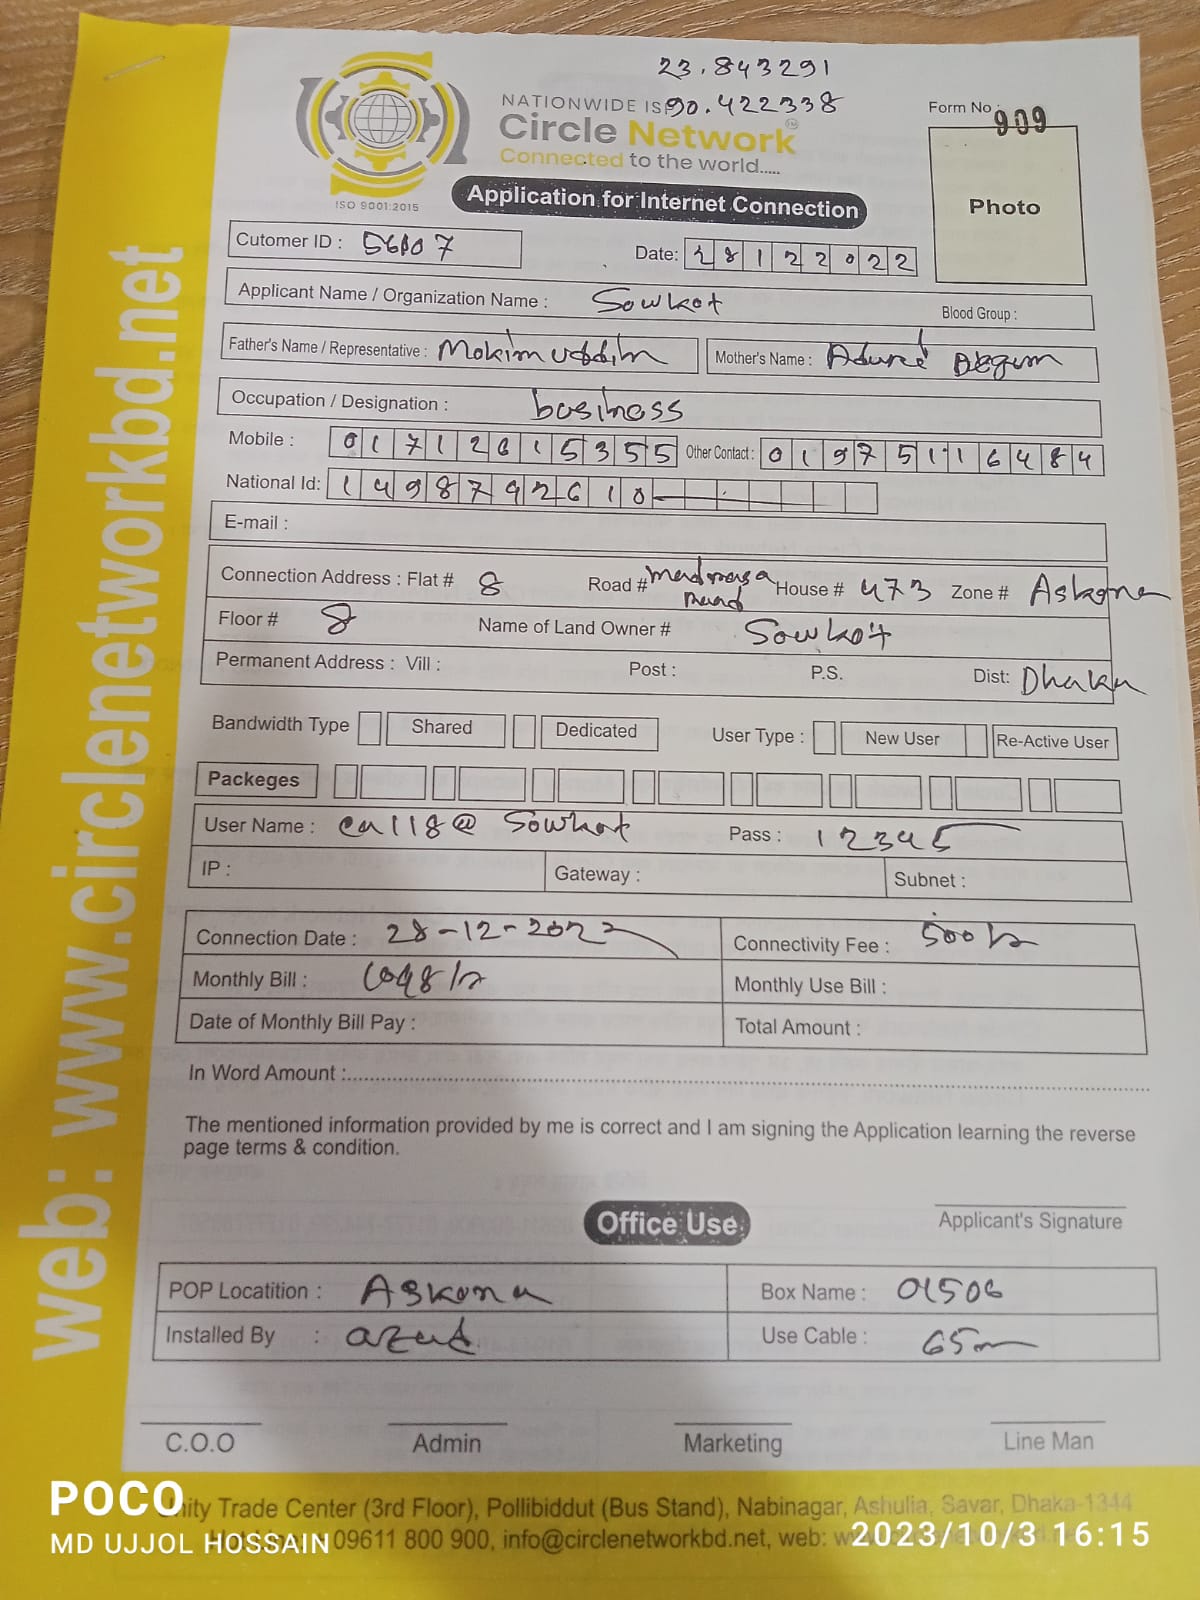 23.843291
NATIONWIDE IS 90.422338
Circle Network TM
Connected to the world.....
ISO 9001:2015
Form No : 909
Photo
Application for Internet Connection
Cutomer ID : 56107
Date: 28122022
Applicant Name / Organization Name : Sowkot
Blood Group :
Father's Name / Representative : Mokim uddin
Mother's Name : Begum
Occupation / Designation : business
Mobile : 01712615355 Other Contact : 01975116484
National Id: 1498792610
E-mail :
Connection Address : Flat # 8 Road # madrasa Road House # 473 Zone # Askona
Floor # 8 Name of Land Owner # Sowkot
Permanent Address : Vill : Post : P.S. Dist: Dhaka
Bandwidth Type Shared Dedicated User Type : New User Re-Active User
Packeges
User Name : @ Sowkot Pass : 12345
IP : Gateway : Subnet :
Connection Date : 28-12-2022 Connectivity Fee : 500
Monthly Bill : Monthly Use Bill :
Date of Monthly Bill Pay : Total Amount :
In Word Amount :
The mentioned information provided by me is correct and I am signing the Application learning the reverse
page terms & condition.
Applicant's Signature
Office Use
POP Locatition : Askona Box Name :
Installed By : azad Use Cable : 65m
C.O.O Admin Marketing Line Man
web: www.circlenetworkbd.net
nity Trade Center (3rd Floor), Pollibiddut (Bus Stand), Nabinagar, Ashulia, Savar, Dhaka-1344
09611 800 900, info@circlenetworkbd.net, web:
POCO
MD UJJOL HOSSAIN
2023/10/3 16:15